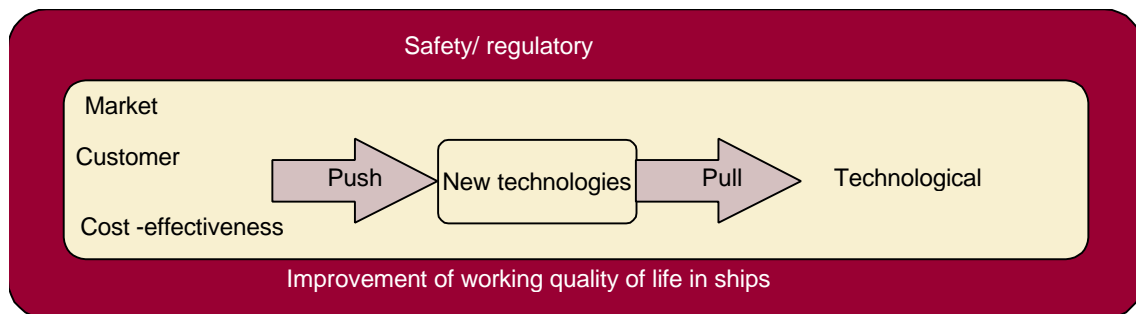 Safety/ regulatory
Market
Customer
Push
New technologies
Pull
Technological
Cost -effectiveness
Improvement of working quality of life in ships